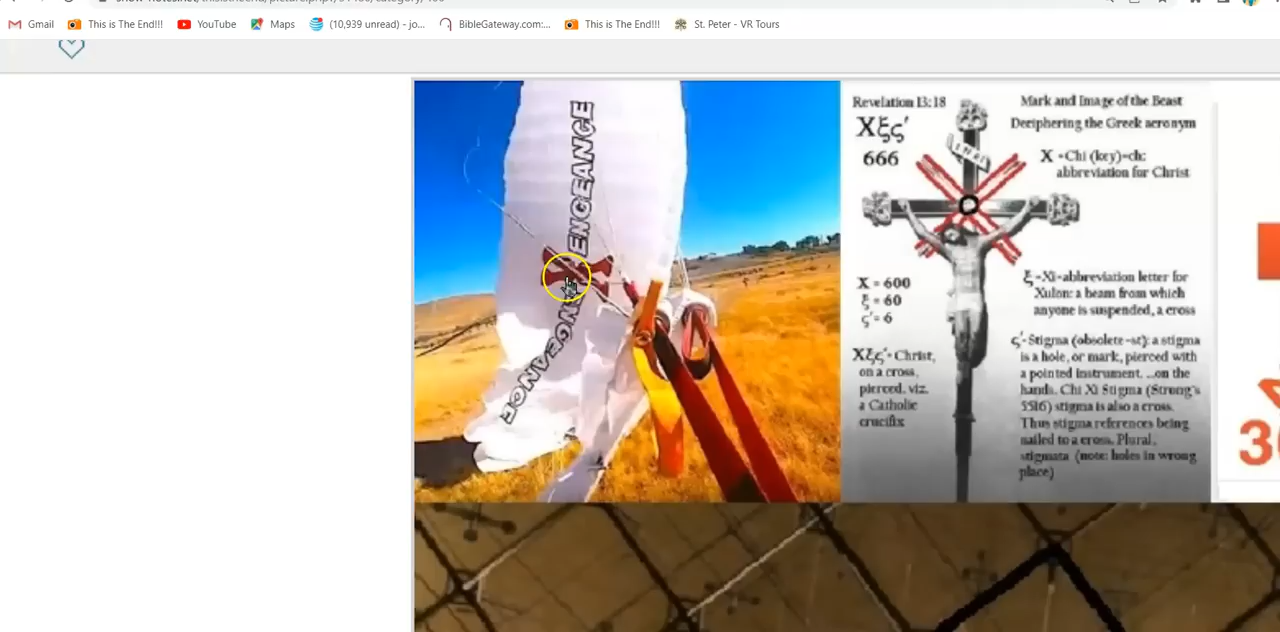 Gmail
This is The End!!!
YouTube
Maps
(10,939 unread) - jo...
BibleGateway.com:...
This is The End!!!
St. Peter - VR Tours
ENGEANCE
Revelation 13:18
Χξς'
666
Mark and Image of the Beast
Deciphering the Greek acronym
X -Chi (key)-ch:
abbreviation for Christ
INRI
X = 600
ξ = 60
ς' = 6
ξ -Xi-abbreviation letter for
Xulon: a beam from which
anyone is suspended, a cross
Χξς'- Christ,
on a cross,
pierced, viz.
a Catholic
crucifix
ς'-Stigma (obsolete -st): a stigma
is a hole, or mark, pierced with
a pointed instrument. ...on the
hands. Chi Xi Stigma (Strong's
5516) stigma is also a cross.
Thus stigma references being
nailed to a cross. Plural,
stigmata (note: holes in wrong
place)